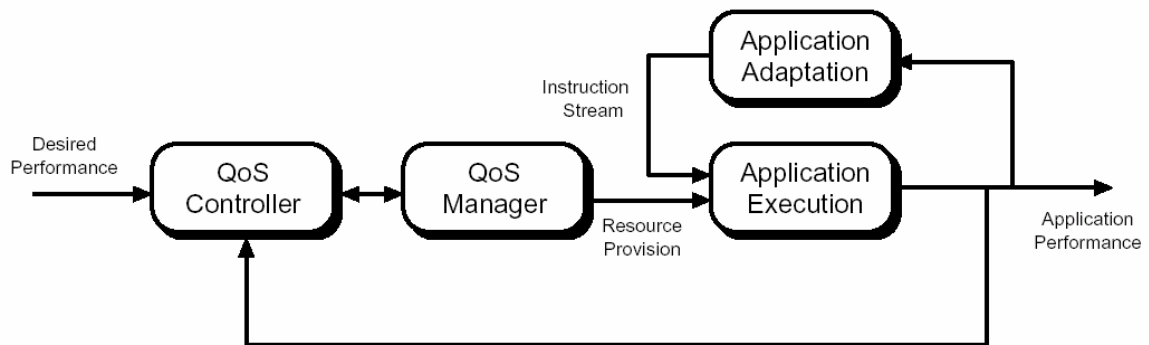 Application
Adaptation
Instruction
Stream
Desired
Performance
QoS
Controller
QoS
Manager
Resource
Provision
Application
Execution
Application
Performance